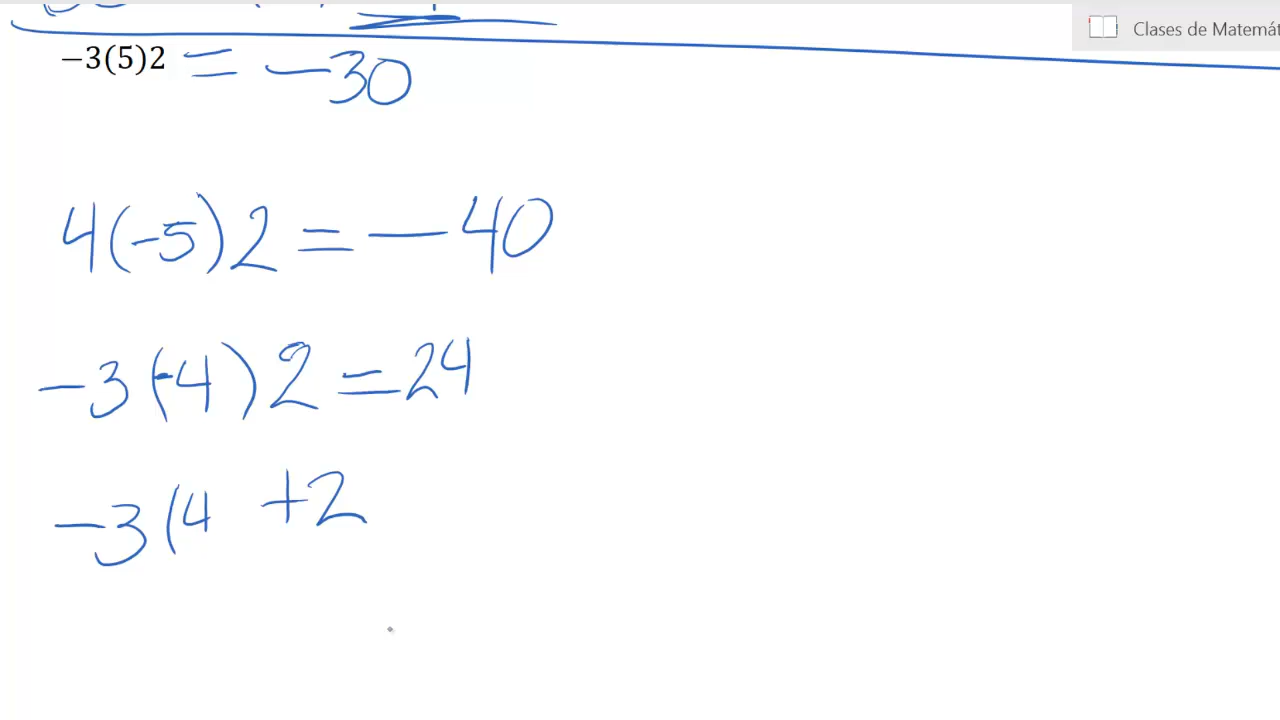 Clases de Matemát
−3(5)2 = −30
4(-5)2 = −40
−3(-4)2 = 24
−3(4 +2